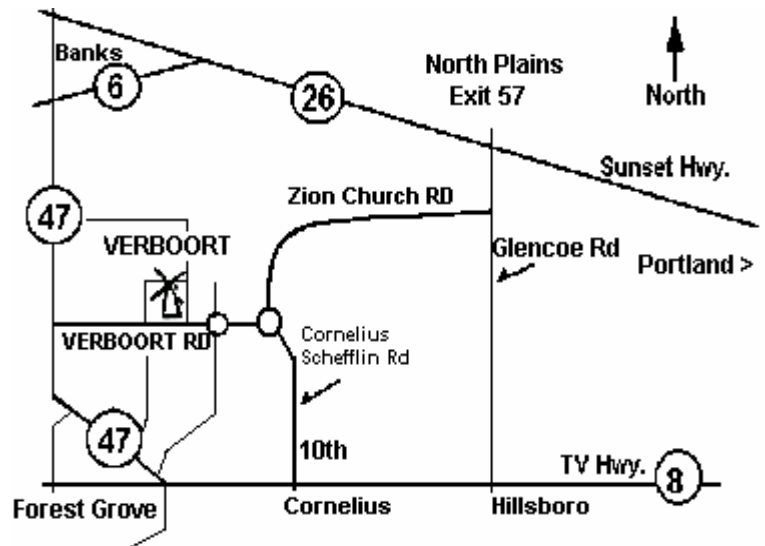 Banks
6
26
North Plains
Exit 57
North
Sunset Hwy.
Zion Church RD
47
VERBOORT
Glencoe Rd
Portland >
VERBOORT RD
Cornelius
Schefflin Rd
47
10th
TV Hwy.
8
Forest Grove
Cornelius
Hillsboro